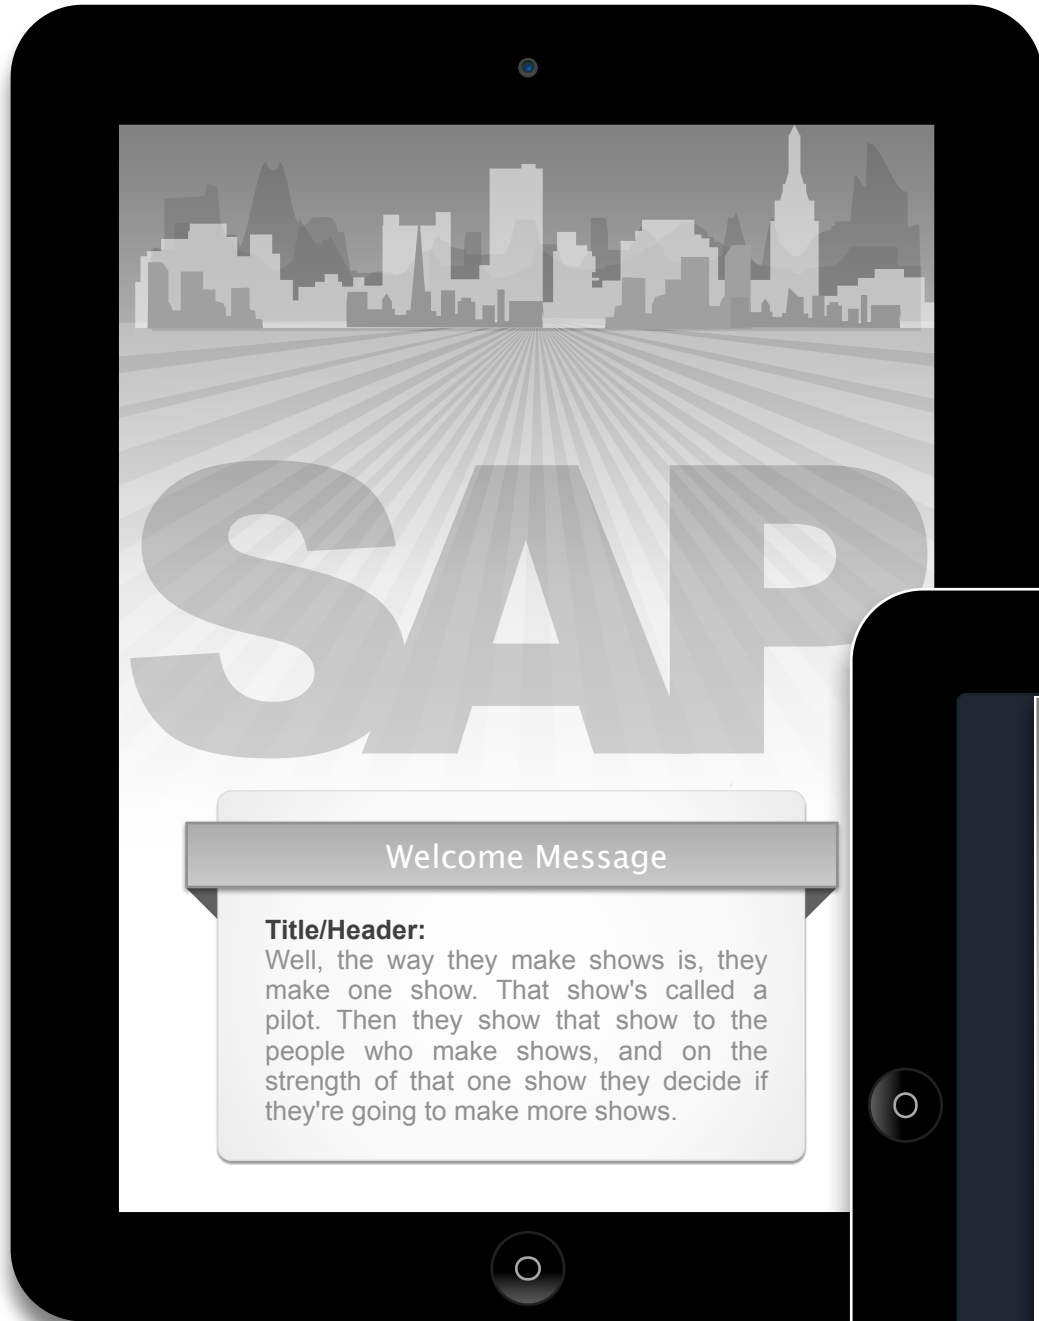 SAP
Welcome Message
Title/Header:
Well, the way they make shows is, they
make one show. That show's called a
pilot. Then they show that show to the
people who make shows, and on the
strength of that one show they decide if
they're going to make more shows.